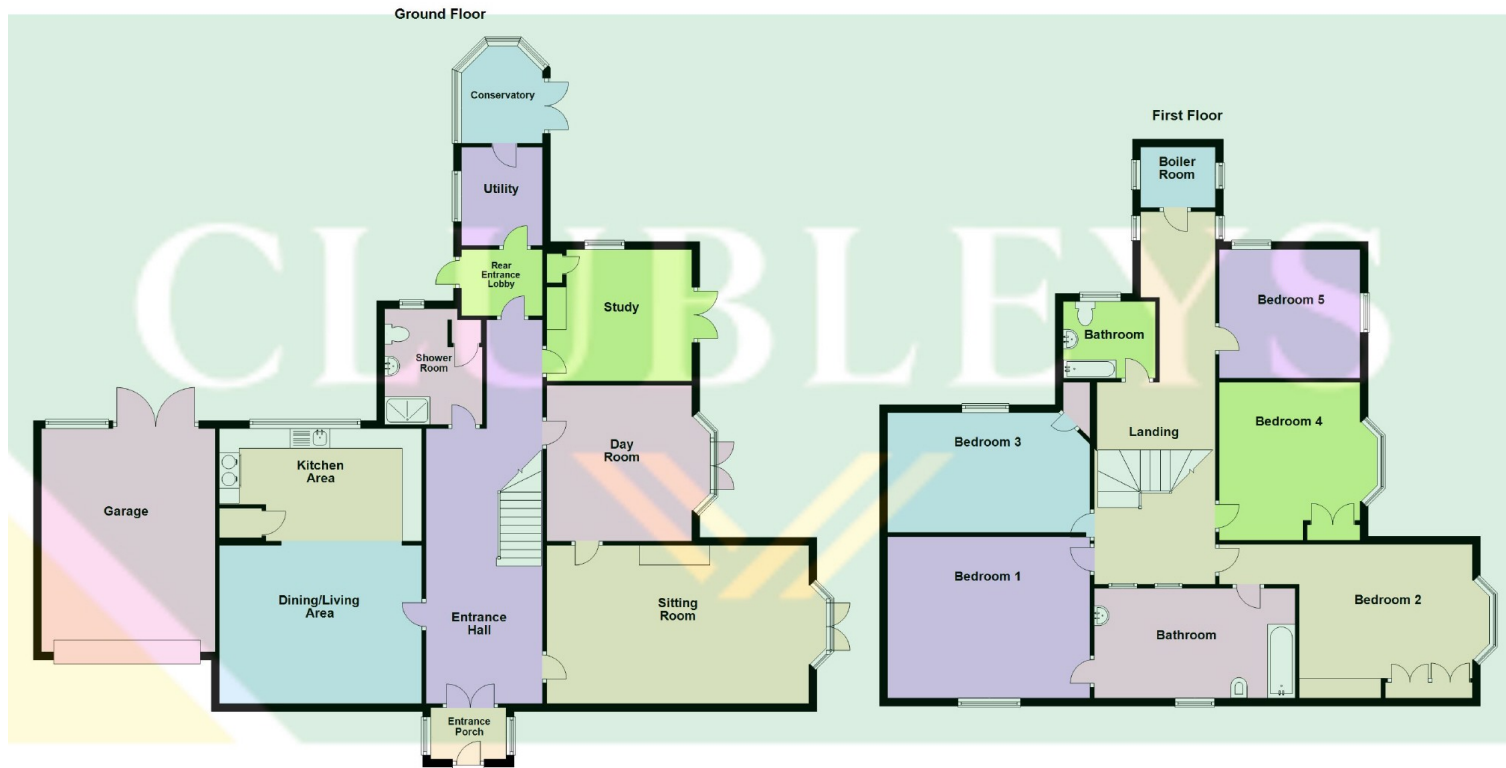 Ground Floor
Conservatory
Utility
Rear
Entrance
Lobby
Study
Shower
Room
Kitchen
Area
Day
Room
Garage
Dining/Living
Area
Entrance
Hall
Sitting
Room
Entrance
Porch
First Floor
Boiler
Room
Bedroom 5
Bathroom
Bedroom 3
Landing
Bedroom 4
Bedroom 1
Bedroom 2
Bathroom
CLUBLEYS